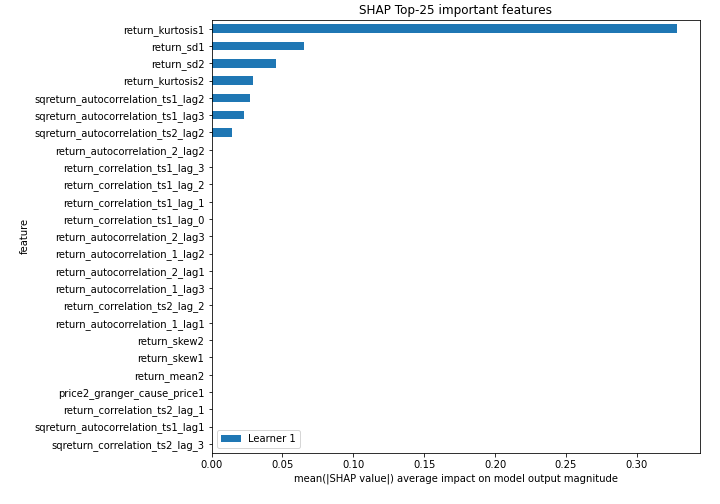 SHAP Top-25 important features
return_kurtosis1
return_sd1
return_sd2
return_kurtosis2
sqreturn_autocorrelation_ts1_lag2
sqreturn_autocorrelation_ts1_lag3
sqreturn_autocorrelation_ts2_lag2
return_autocorrelation_2_lag2
return_correlation_ts1_lag_3
return_correlation_ts1_lag_2
return_correlation_ts1_lag_1
return_correlation_ts1_lag_0
return_autocorrelation_2_lag3
return_autocorrelation_1_lag2
return_autocorrelation_2_lag1
return_autocorrelation_1_lag3
return_correlation_ts2_lag_2
return_autocorrelation_1_lag1
return_skew2
return_skew1
return_mean2
price2_granger_cause_price1
return_correlation_ts2_lag_1
sqreturn_autocorrelation_ts1_lag1
sqreturn_correlation_ts2_lag_3
feature
Learner 1
0.00 0.05 0.10 0.15 0.20 0.25 0.30
mean(|SHAP value|) average impact on model output magnitude